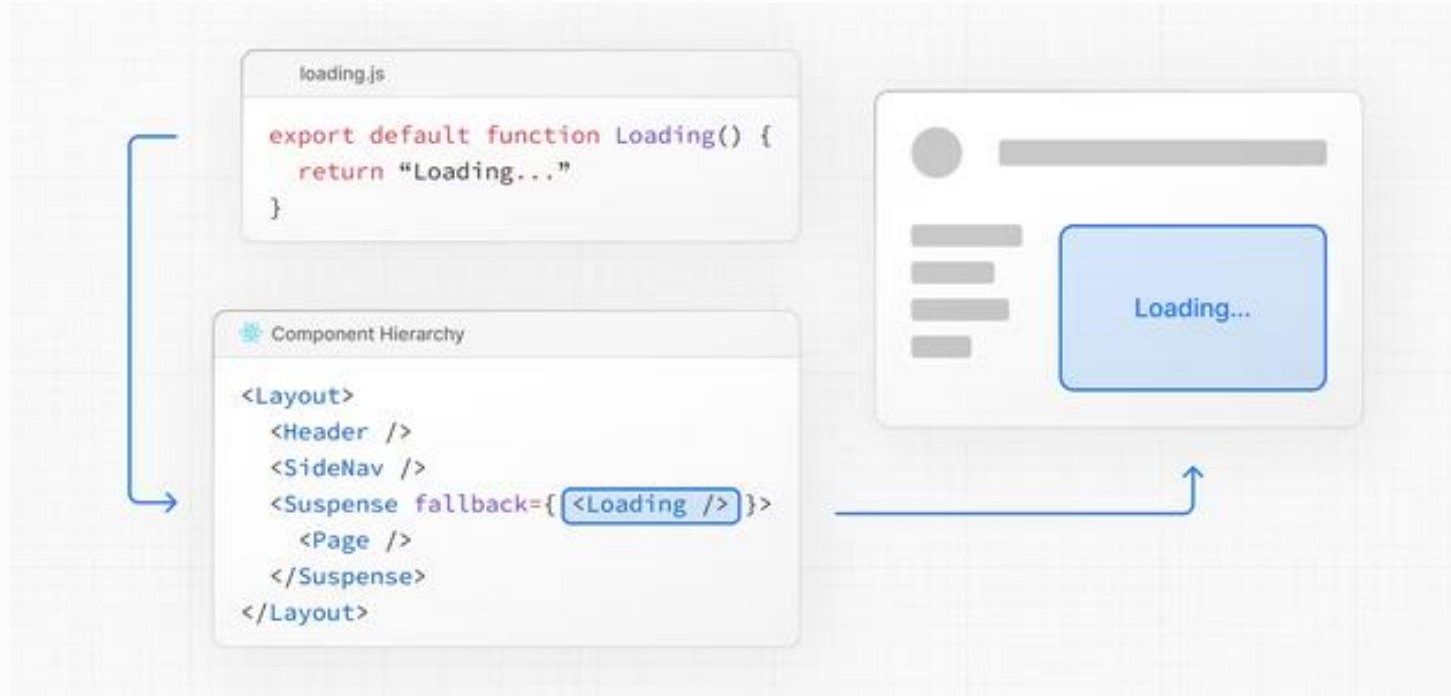 loading.js
export default function Loading() {
  return “Loading...”
}
Component Hierarchy
<Layout>
  <Header />
  <SideNav />
  <Suspense fallback={<Loading />}>
    <Page />
  </Suspense>
</Layout>
Loading...